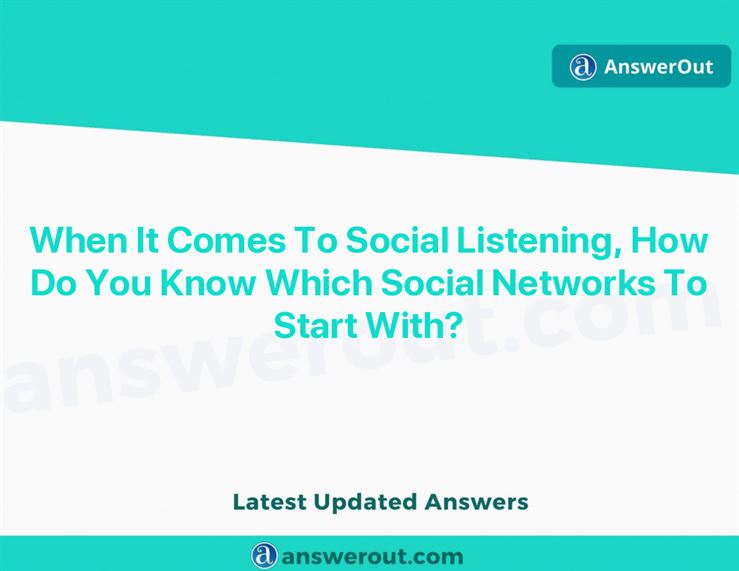 AnswerOut
When It Comes To Social Listening, How
Do You Know Which Social Networks To
Start With?
answerout.com
Latest Updated Answers
answerout.com